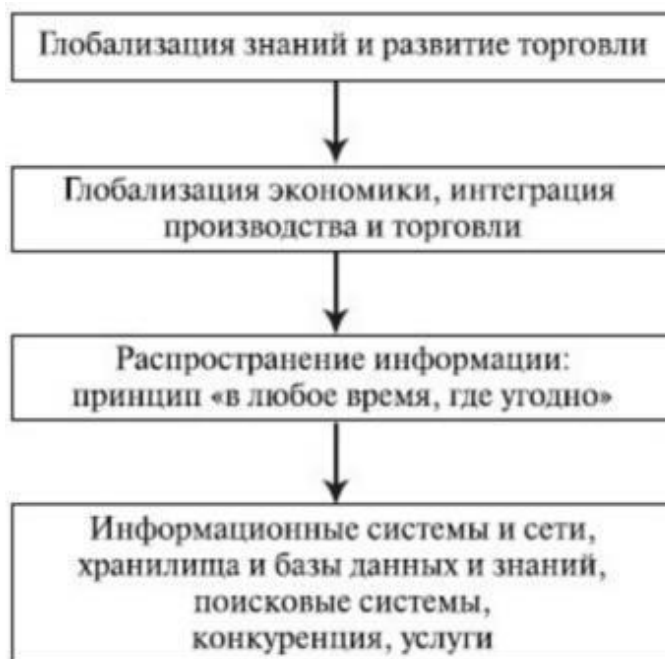 Глобализация знаний и развитие торговли
Глобализация экономики, интеграция
производства и торговли
Распространение информации:
принцип «в любое время, где угодно»
Информационные системы и сети,
хранилища и базы данных и знаний,
поисковые системы,
конкуренция, услуги